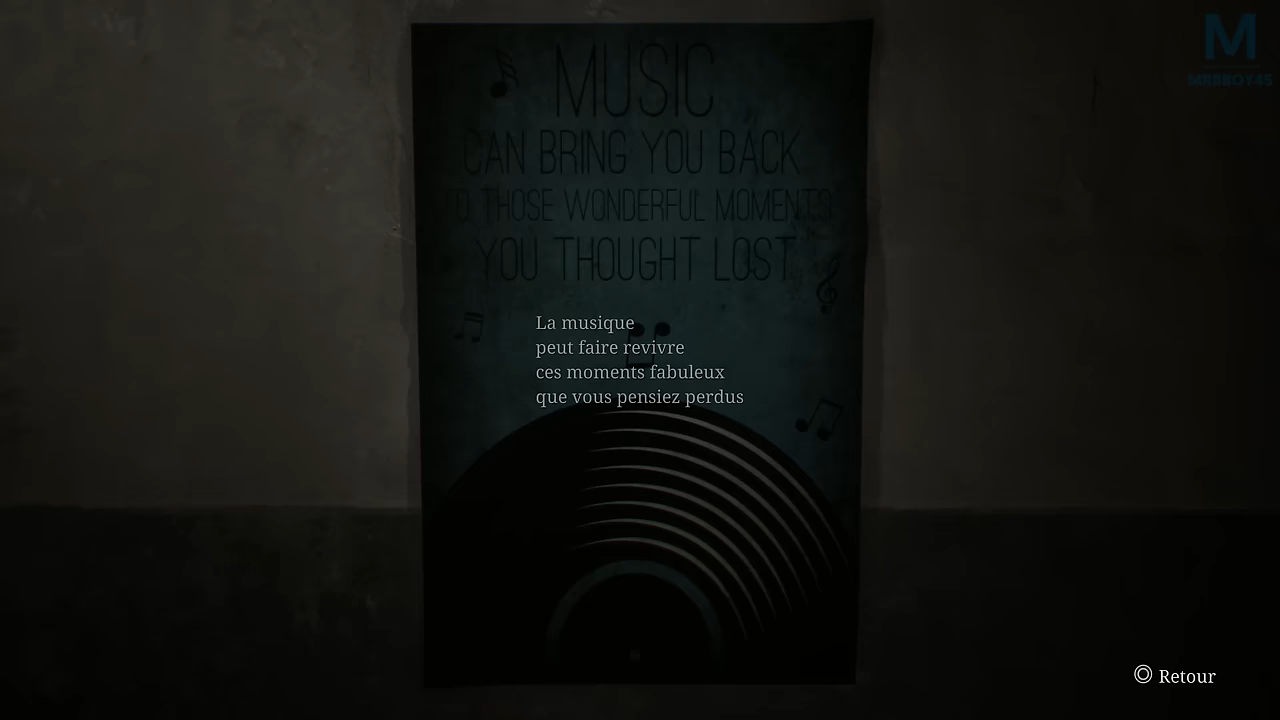 MUSIC
CAN BRING YOU BACK
TO THOSE WONDERFUL MOMENTS
YOU THOUGHT LOST
La musique
peut faire revivre
ces moments fabuleux
que vous pensiez perdus
Retour
M